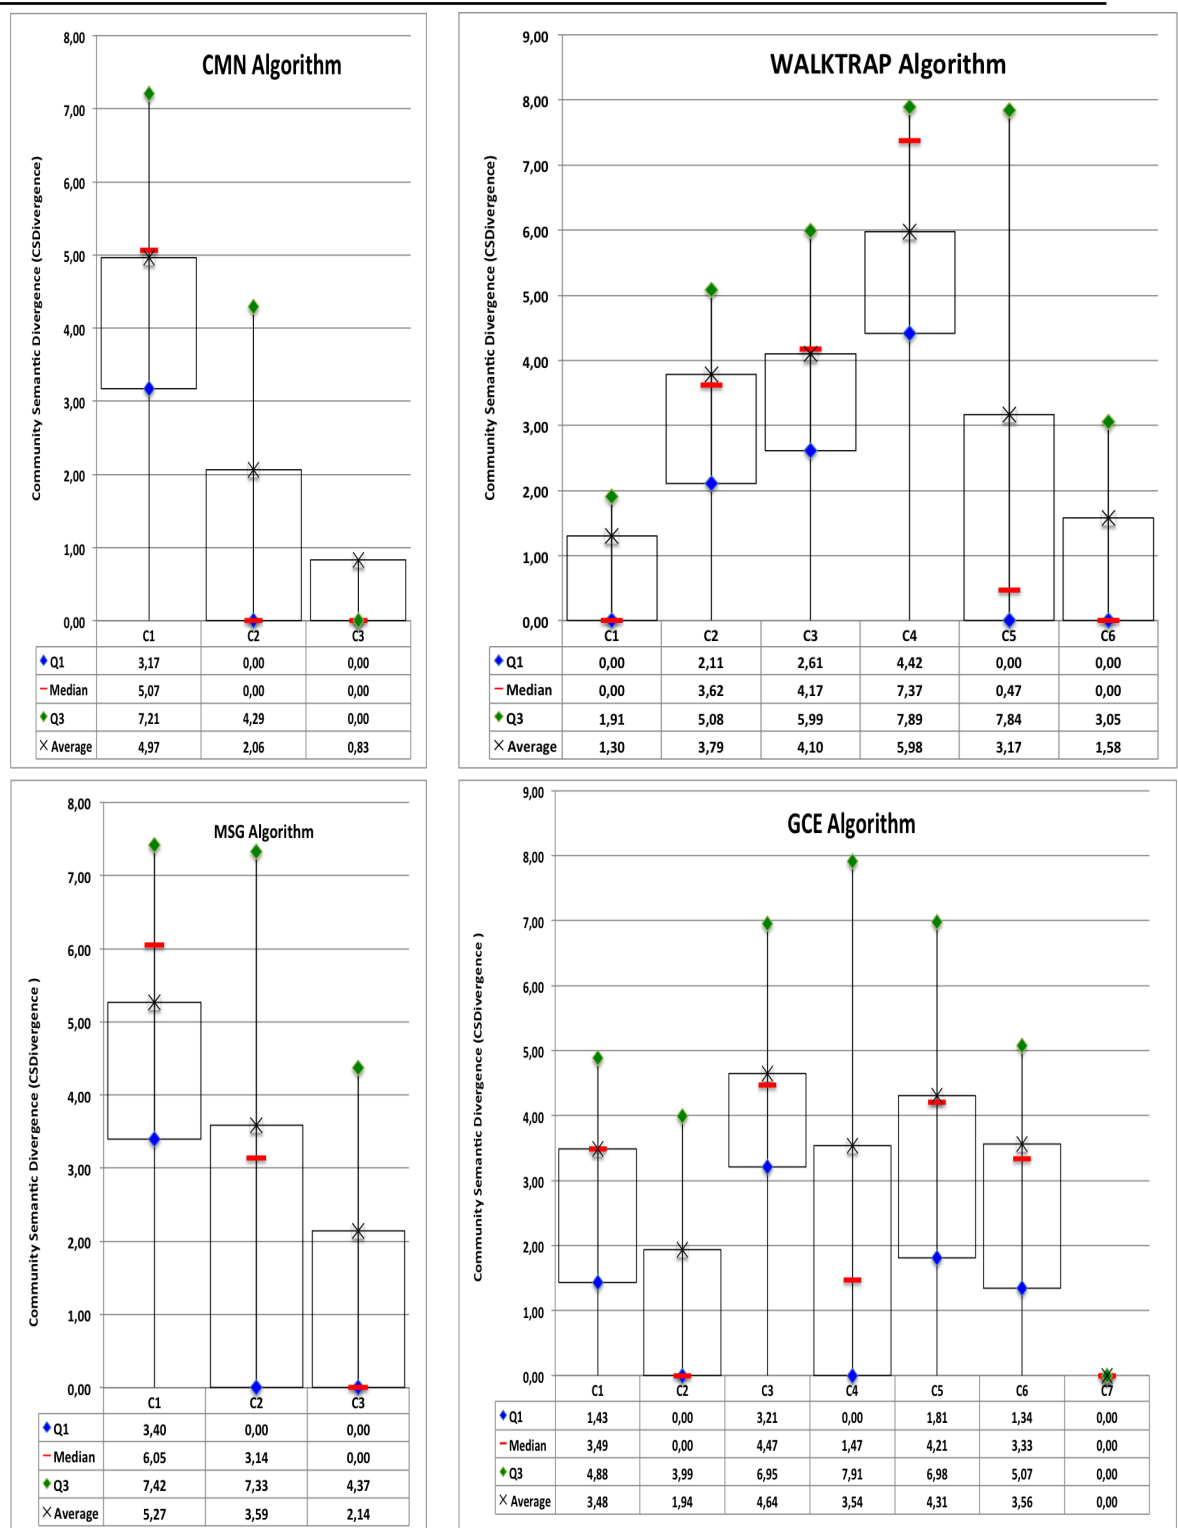 CMN Algorithm
Community Semantic Divergence (CSDivergence)
8,00
7,00
6,00
5,00
4,00
3,00
2,00
1,00
0,00
C1 C2 C3
Q1 3,17 0,00 0,00
Median 5,07 0,00 0,00
Q3 7,21 4,29 0,00
Average 4,97 2,06 0,83
WALKTRAP Algorithm
Community Semantic Divergence (CSDivergence)
9,00
8,00
7,00
6,00
5,00
4,00
3,00
2,00
1,00
0,00
C1 C2 C3 C4 C5 C6
Q1 0,00 2,11 2,61 4,42 0,00 0,00
Median 0,00 3,62 4,17 7,37 0,47 0,00
Q3 1,91 5,08 5,99 7,89 7,84 3,05
Average 1,30 3,79 4,10 5,98 3,17 1,58
MSG Algorithm
Community Semantic Divergence (CSDivergence )
8,00
7,00
6,00
5,00
4,00
3,00
2,00
1,00
0,00
C1 C2 C3
Q1 3,40 0,00 0,00
Median 6,05 3,14 0,00
Q3 7,42 7,33 4,37
Average 5,27 3,59 2,14
GCE Algorithm
Community Semantic Divergence (CSDivergence )
9,00
8,00
7,00
6,00
5,00
4,00
3,00
2,00
1,00
0,00
C1 C2 C3 C4 C5 C6 C7
Q1 1,43 0,00 3,21 0,00 1,81 1,34 0,00
Median 3,49 0,00 4,47 1,47 4,21 3,33 0,00
Q3 4,88 3,99 6,95 7,91 6,98 5,07 0,00
Average 3,48 1,94 4,64 3,54 4,31 3,56 0,00